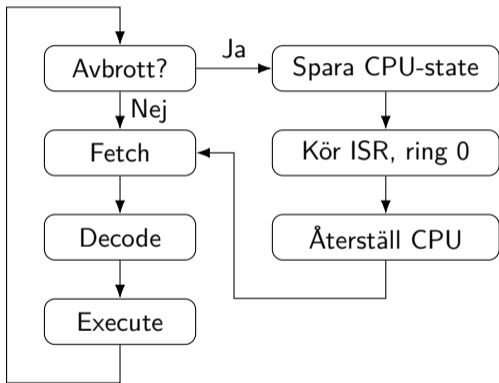 Avbrott?
Ja
Spara CPU-state
Nej
Fetch
Kör ISR, ring 0
Decode
Återställ CPU
Execute